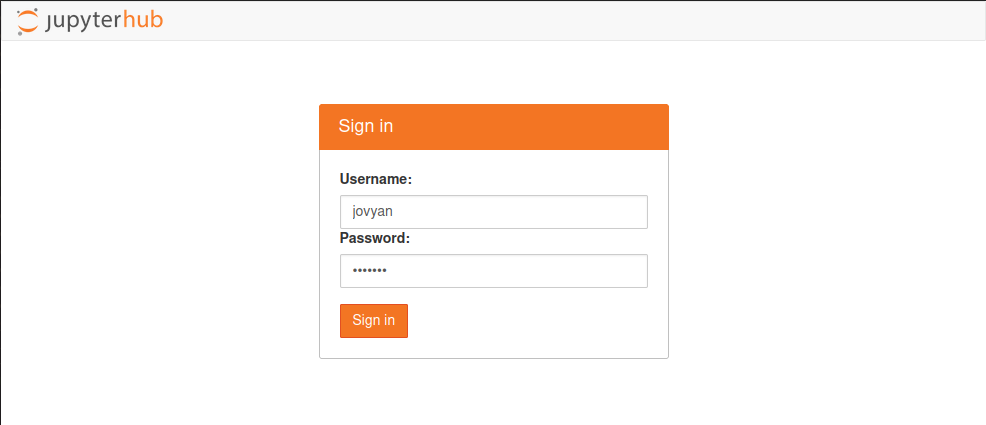 jupyterhub
Sign in
Username:
jovyan
Password:
•••••••
Sign in